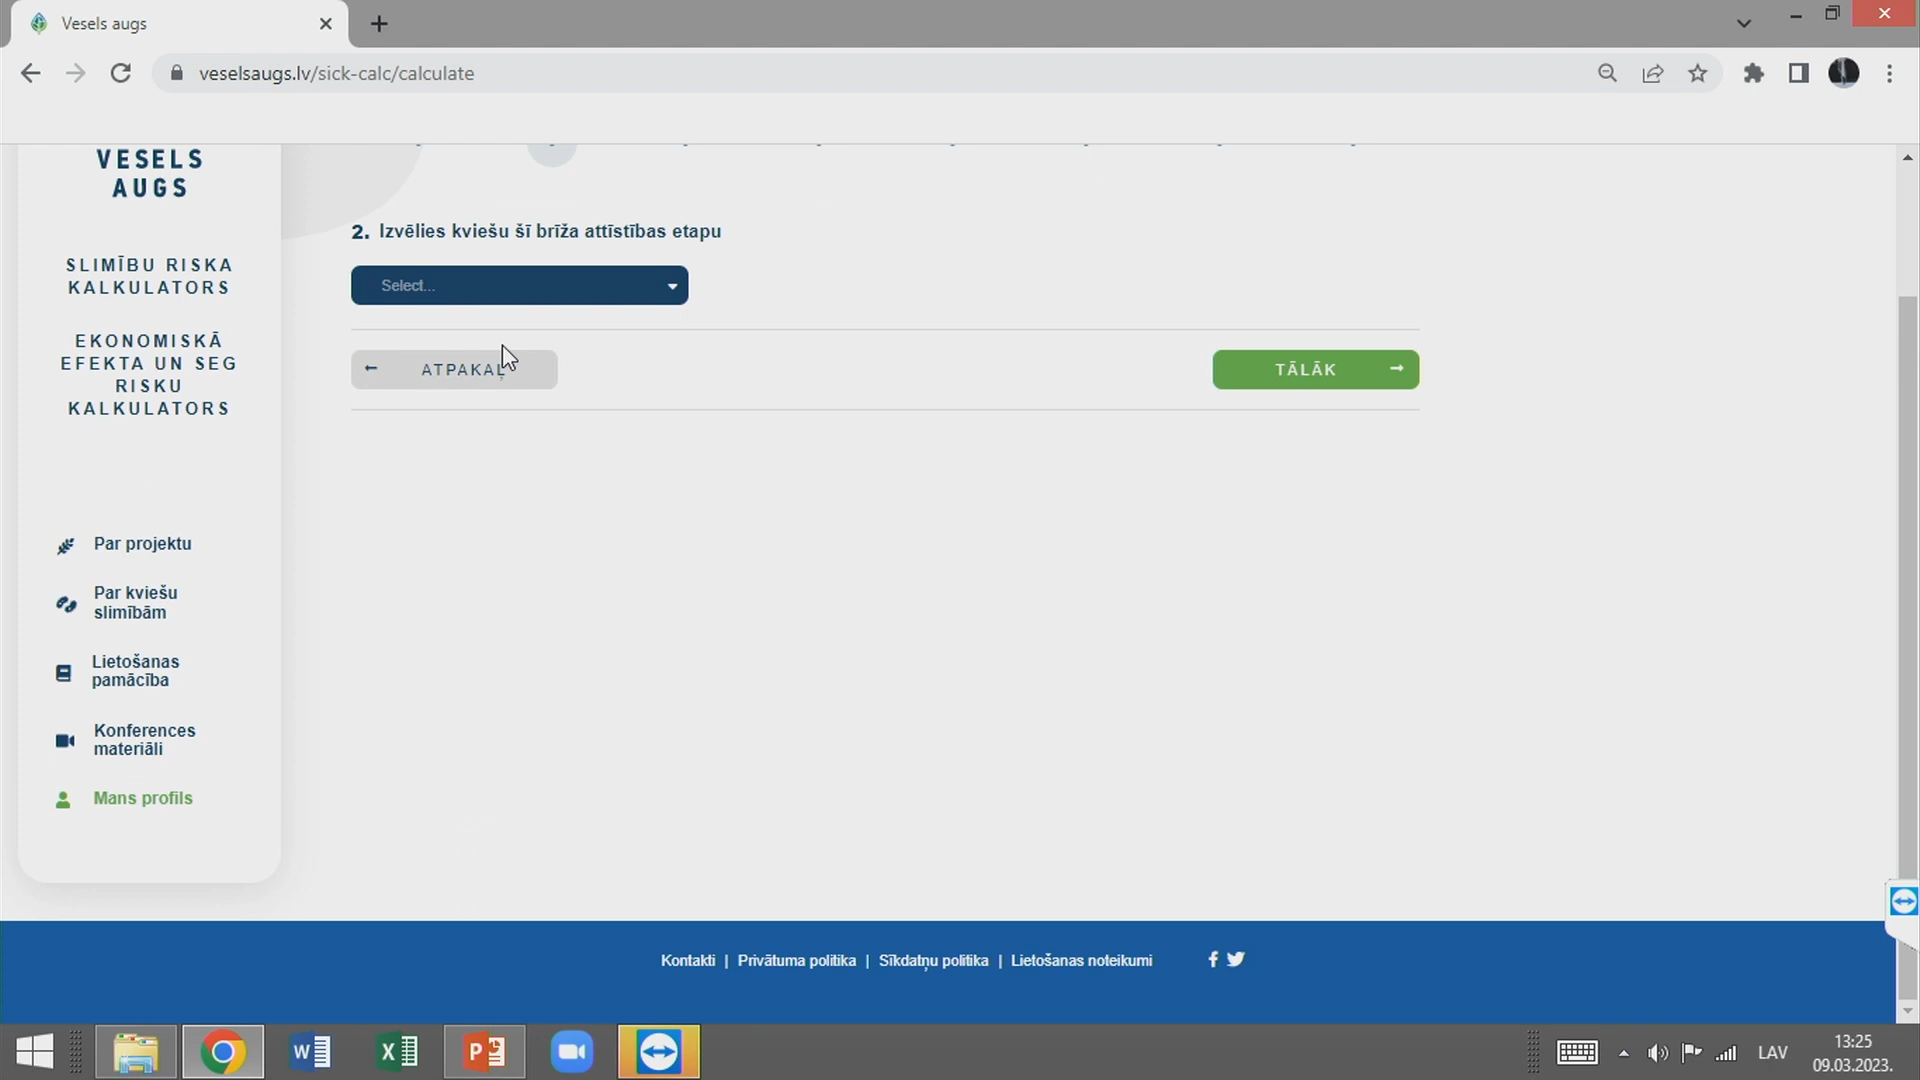 Vesels augs
veselsaugs.lv/sick-calc/calculate
VESELS
AUGS
SLIMĪBU RISKA
KALKULATORS
EKONOMISKĀ
EFEKTA UN SEG
RISKU
KALKULATORS
Par projektu
Par kviešu
slimībām
Lietošanas
pamācība
Konferences
materiāli
Mans profils
2. Izvēlies kviešu šī brīža attīstības etapu
Select...
ATPAKAĻ
TĀLĀK
Kontakti | Privātuma politika | Sīkdatņu politika | Lietošanas noteikumi
LAV
13:25
09.03.2023.